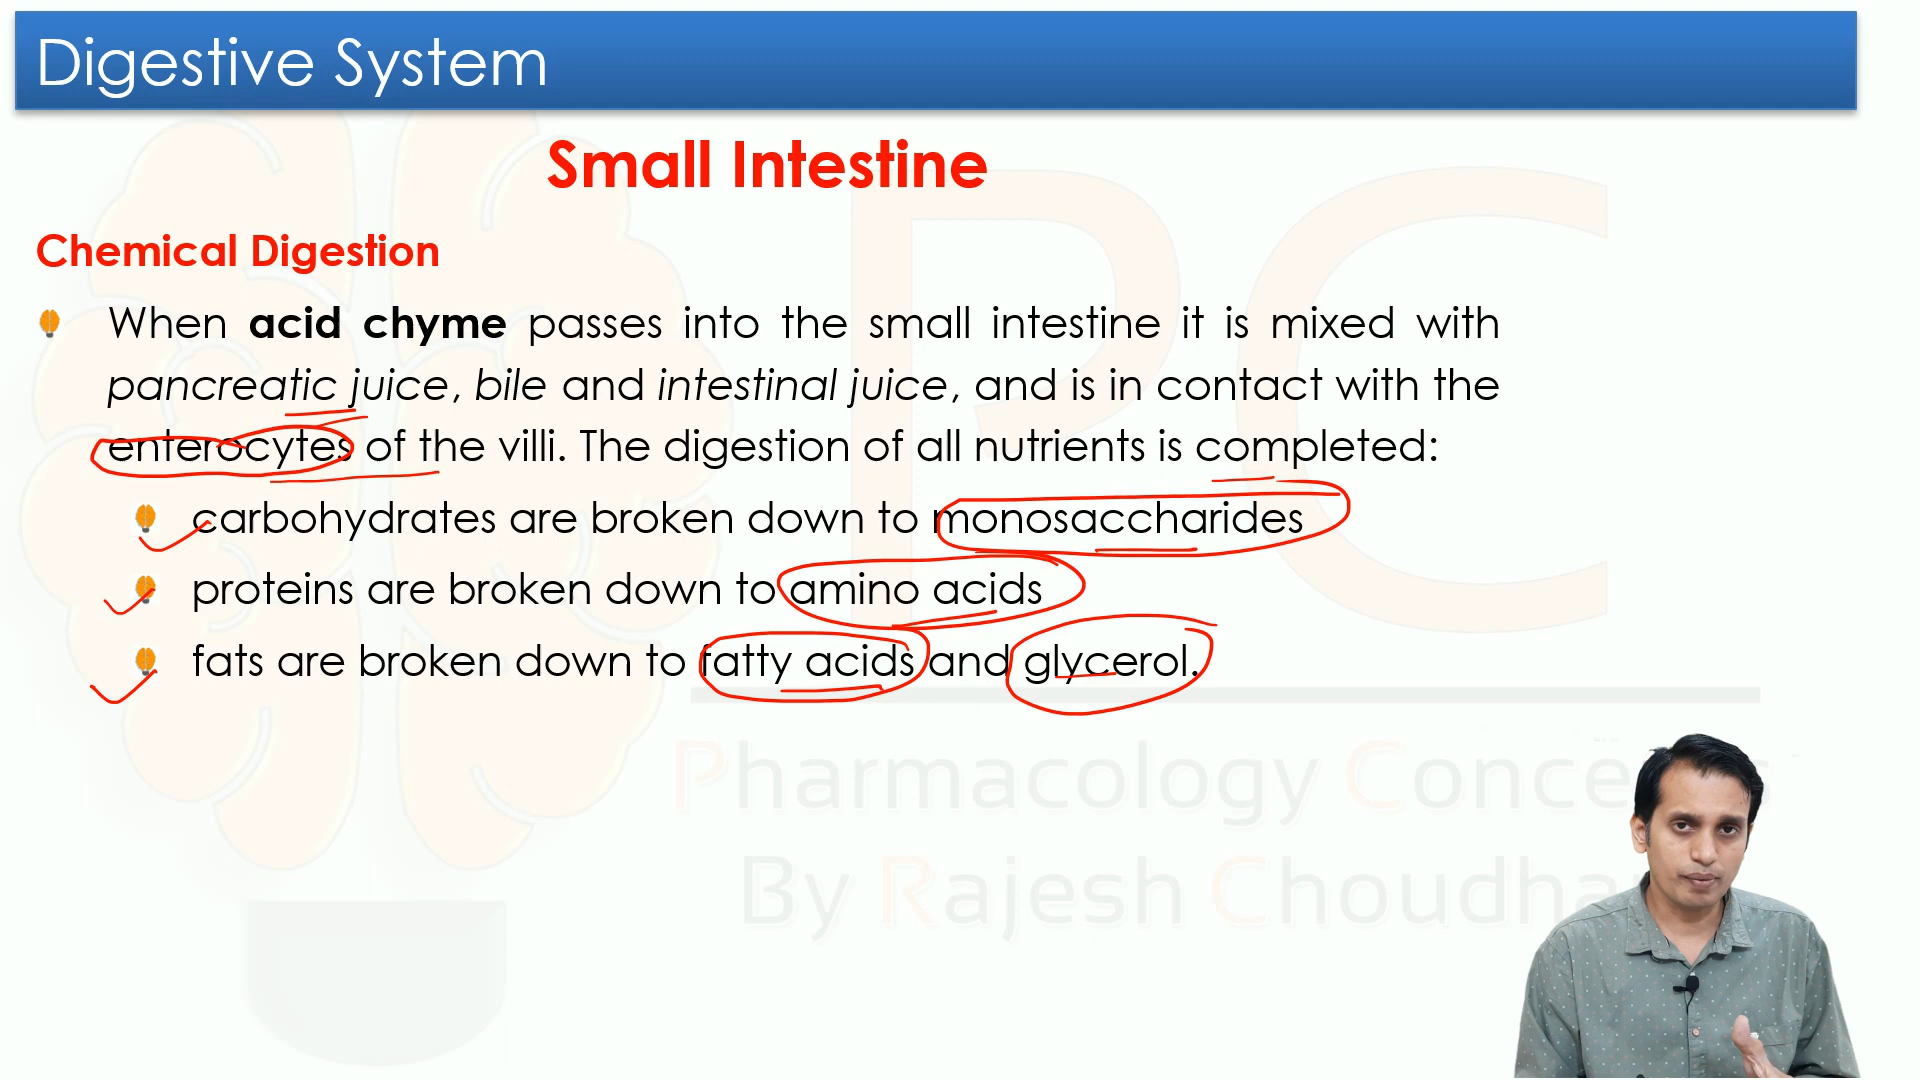 Digestive System
Small Intestine
Chemical Digestion
When acid chyme passes into the small intestine it is mixed with
pancreatic juice, bile and intestinal juice, and is in contact with the
enterocytes of the villi. The digestion of all nutrients is completed:
carbohydrates are broken down to monosaccharides
proteins are broken down to amino acids
fats are broken down to fatty acids and glycerol.
PC
Pharmacology
By Rajesh